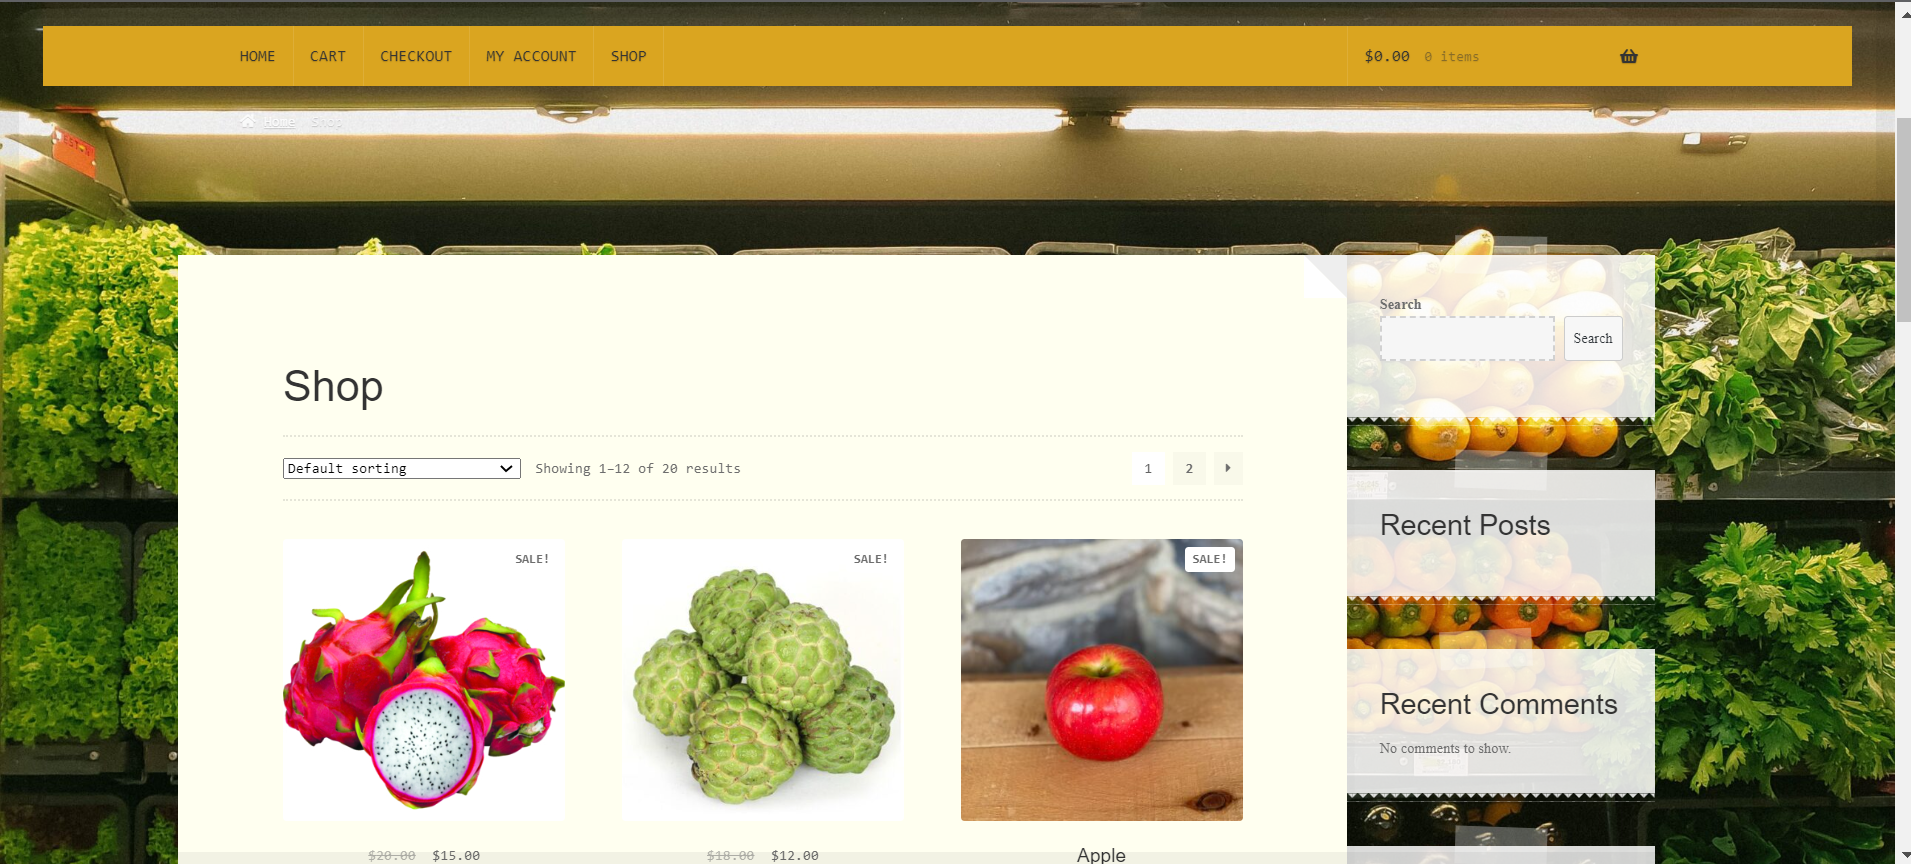 HOME CART CHECKOUT MY ACCOUNT SHOP $0.00 0 items
Home Shop
Search
Search
Shop
Default sorting Showing 1–12 of 20 results 1 2
Recent Posts
SALE! SALE! SALE!
Recent Comments
No comments to show.
$20.00 $15.00 $18.00 $12.00 Apple